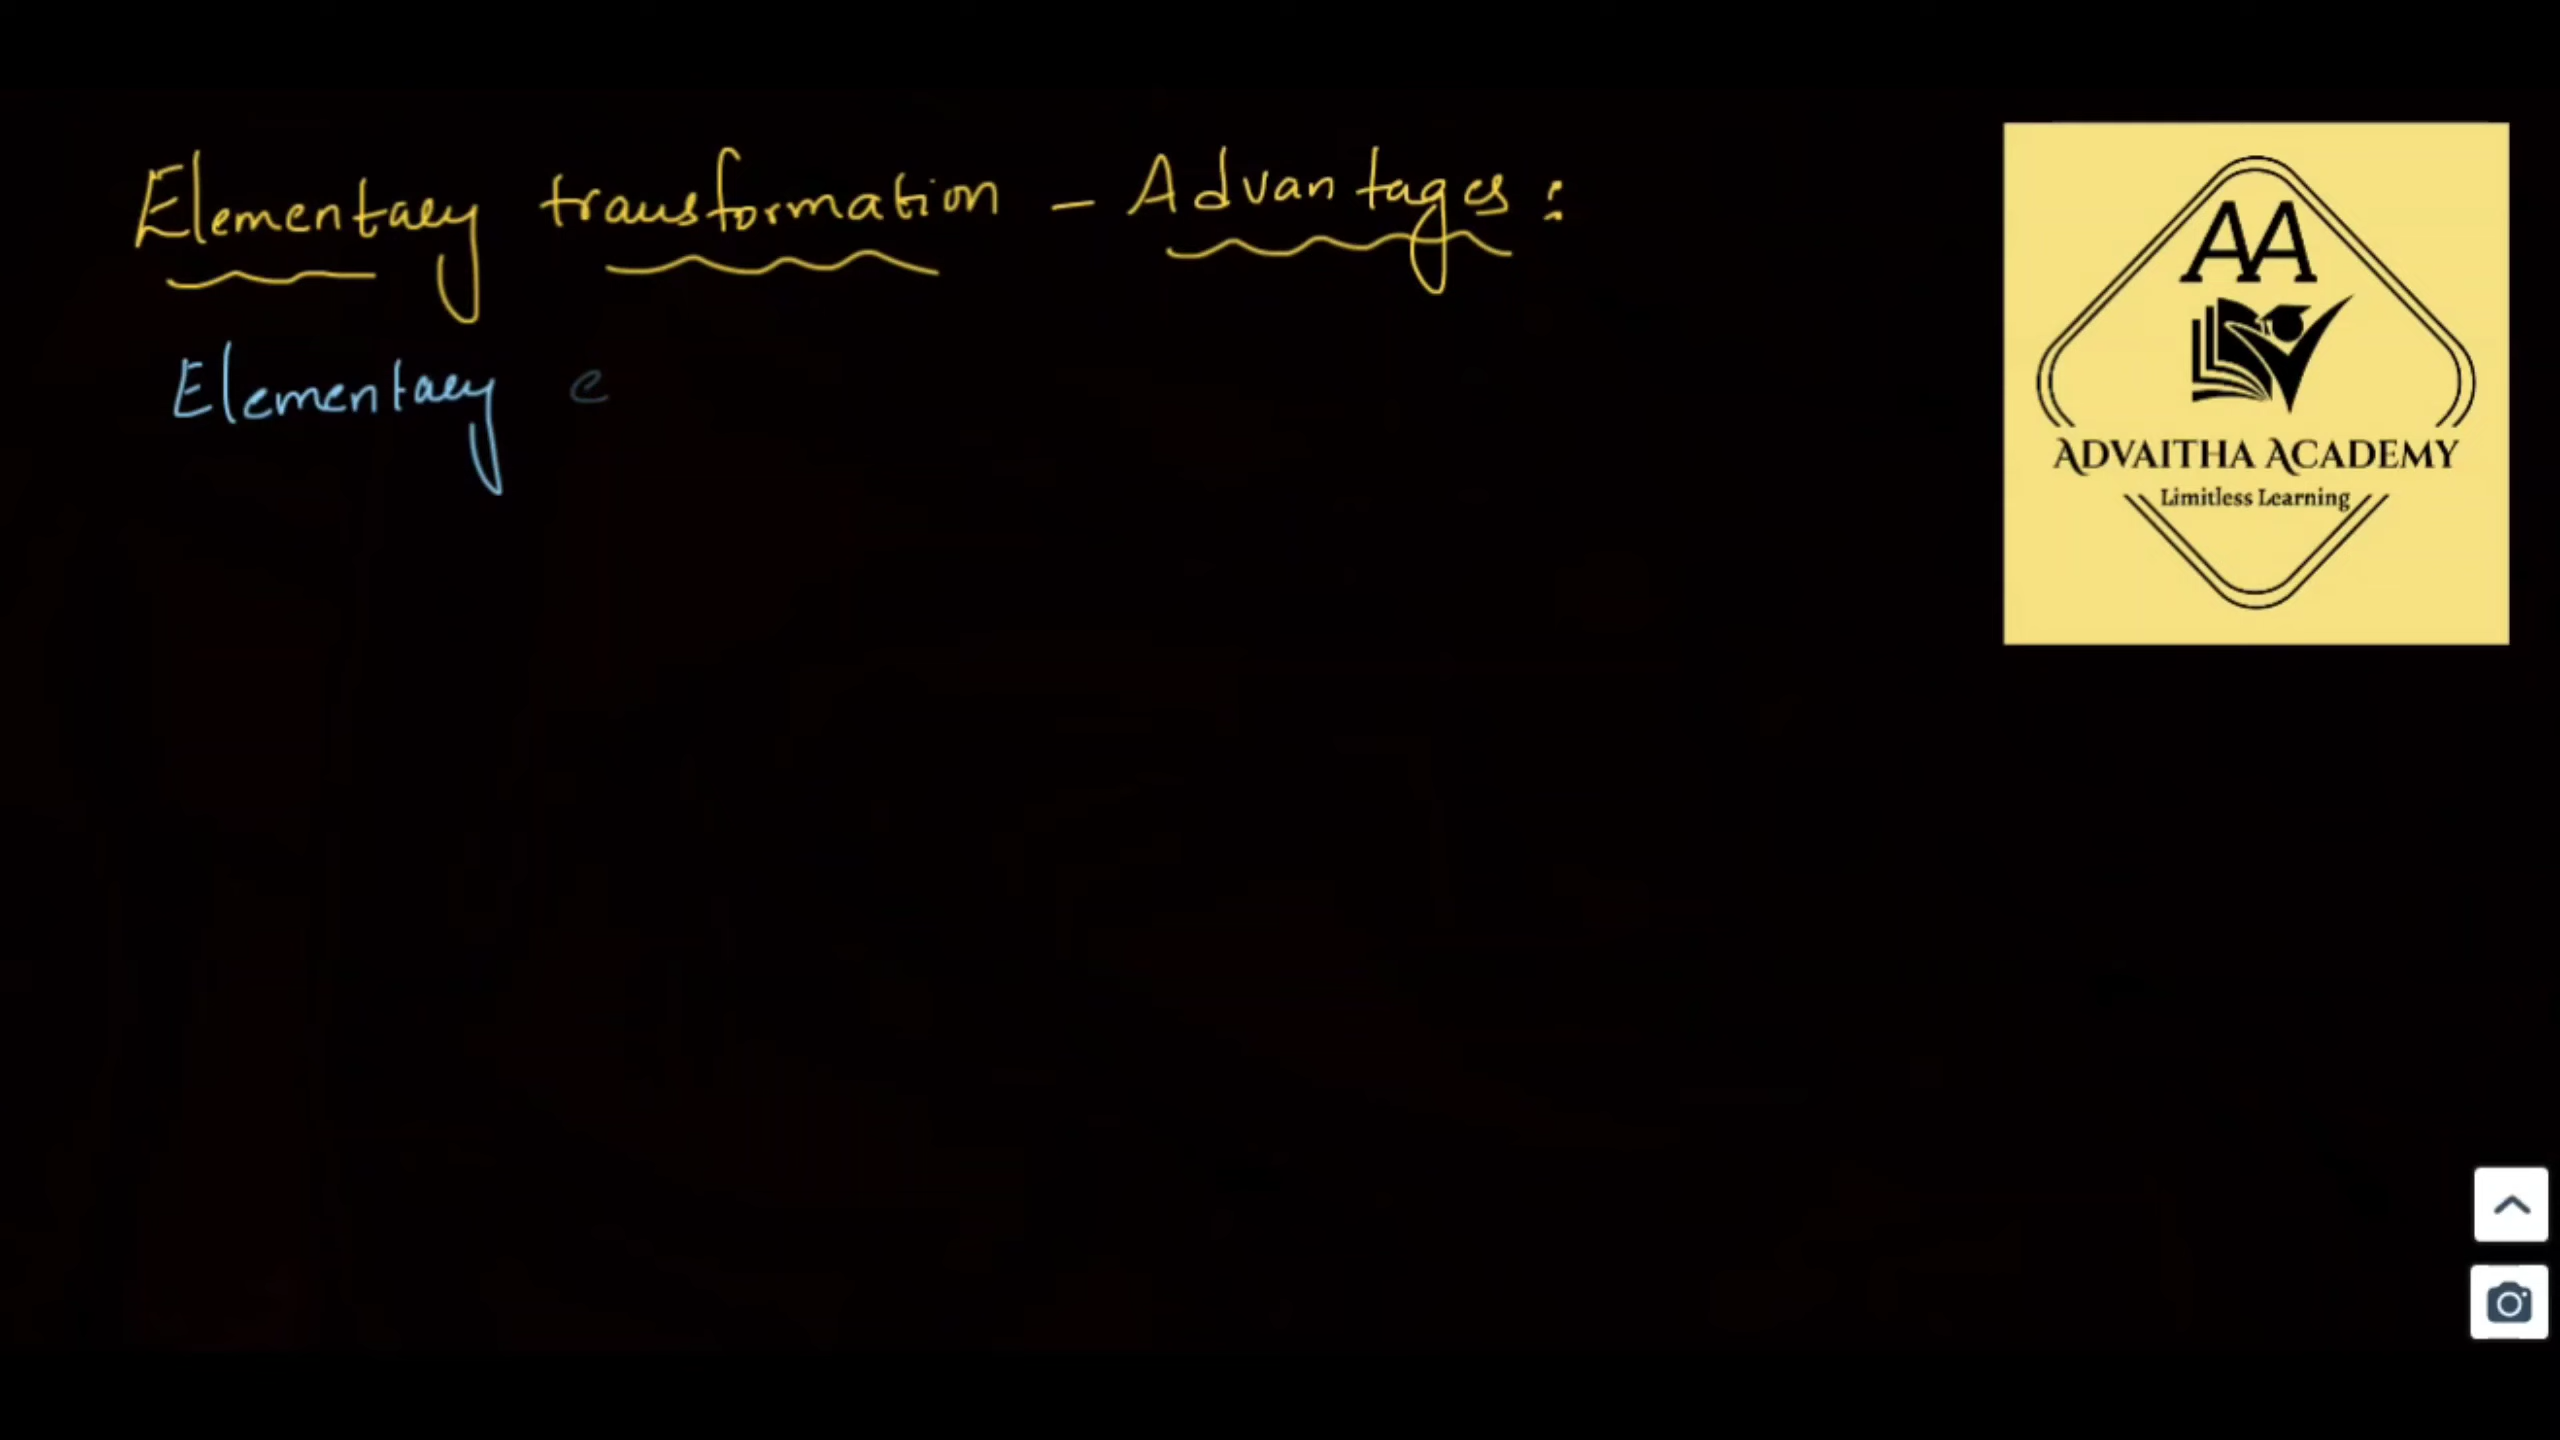 Elementary transformation - Advantages :
Elementary e
AA
ADVAITHA ACADEMY
Limitless Learning